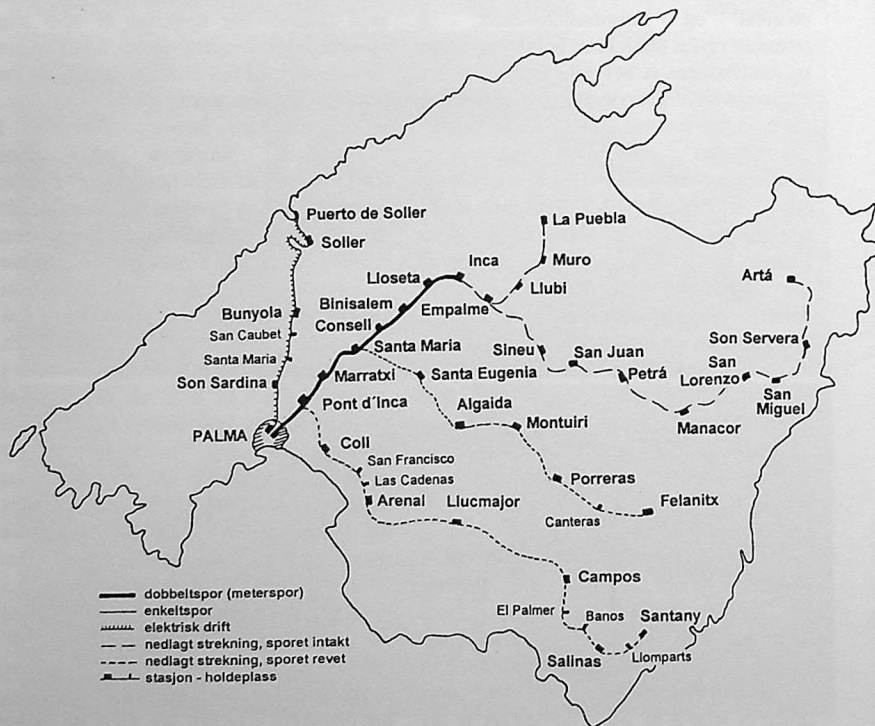 Puerto de Soller
Soller
La Puebla
Muro
Llubi
Inca
Lloseta
Empalme
Binisalem
Consell
Bunyola
San Caubet
Santa Maria
Son Sardina
PALMA
Santa Maria
Marratxi
Pont d´Inca
Santa Eugenia
Sineu
San Juan
Petrá
Manacor
San
Lorenzo
San
Miguel
Son Servera
Artá
Algaida
Montuiri
Porreras
Canteras
Felanitx
Coll
San Francisco
Las Cadenas
Arenal
Llucmajor
Campos
El Palmer
Banos
Salinas
Llomparts
Santany
dobbeltspor (meterspor)
enkeltspor
elektrisk drift
nedlagt strekning, sporet intakt
nedlagt strekning, sporet revet
stasjon - holdeplass